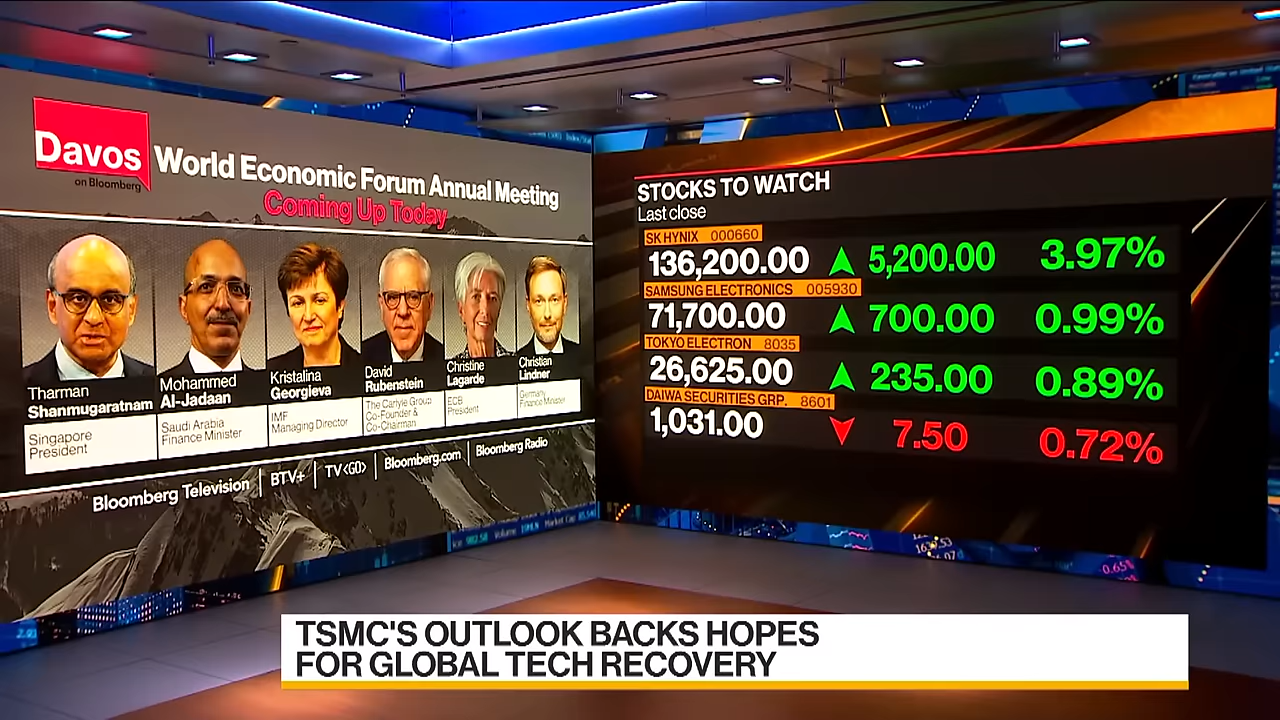 Davos
on Bloomberg
World Economic Forum Annual Meeting
Coming Up Today
Tharman
Shanmugaratnam
Singapore
President
Mohammed
Al-Jadaan
Saudi Arabia
Finance Minister
Kristalina
Georgieva
IMF
Managing Director
David
Rubenstein
The Carlyle Group
Co-Founder &
Co-Chairman
Christine
Lagarde
ECB
President
Christian
Lindner
Germany
Finance Minister
Bloomberg Television | BTV+ | TV<GO> | Bloomberg.com | Bloomberg Radio
STOCKS TO WATCH
Last close
SK HYNIX 000660
136,200.00 ▲ 5,200.00 3.97%
SAMSUNG ELECTRONICS 005930
71,700.00 ▲ 700.00 0.99%
TOKYO ELECTRON 8035
26,625.00 ▲ 235.00 0.89%
DAIWA SECURITIES GRP. 8601
1,031.00 ▼ 7.50 0.72%
0.65%
TSMC'S OUTLOOK BACKS HOPES
FOR GLOBAL TECH RECOVERY